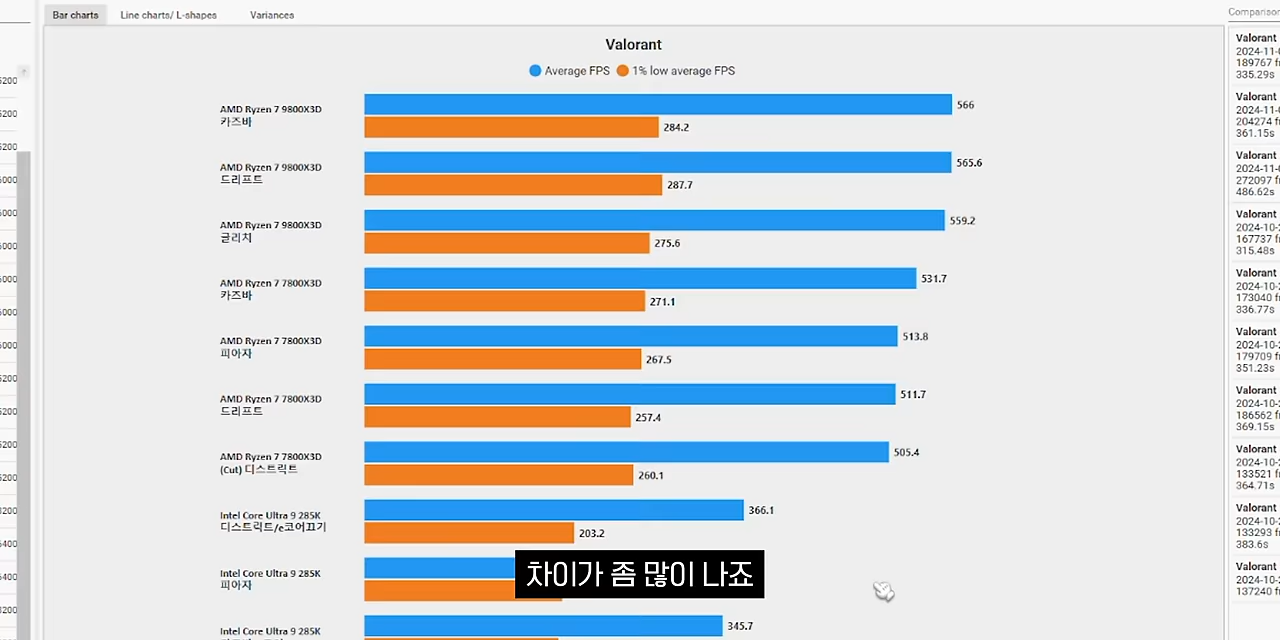 Bar charts
Line charts/ L-shapes
Variances
Valorant
Average FPS
1% low average FPS
AMD Ryzen 7 9800X3D
카즈바
566
284.2
AMD Ryzen 7 9800X3D
드리프트
565.6
287.7
AMD Ryzen 7 9800X3D
글리치
559.2
275.6
AMD Ryzen 7 7800X3D
카즈바
531.7
271.1
AMD Ryzen 7 7800X3D
피아자
513.8
267.5
AMD Ryzen 7 7800X3D
드리프트
511.7
257.4
AMD Ryzen 7 7800X3D
(Cut) 디스트릭트
505.4
260.1
Intel Core Ultra 9 285K
디스트릭트/e코어끄기
366.1
203.2
Intel Core Ultra 9 285K
피아자
차이가 좀 많이 나죠
Intel Core Ultra 9 285K
345.7
Valorant
189767
335.29s
Valorant
204274
361.15s
Valorant
272097
486.62s
Valorant
167737
315.48s
Valorant
173040
336.77s
Valorant
179709
351.23s
Valorant
186562
369.15s
Valorant
133521
364.71s
Valorant
133293
383.6s
Valorant
137240